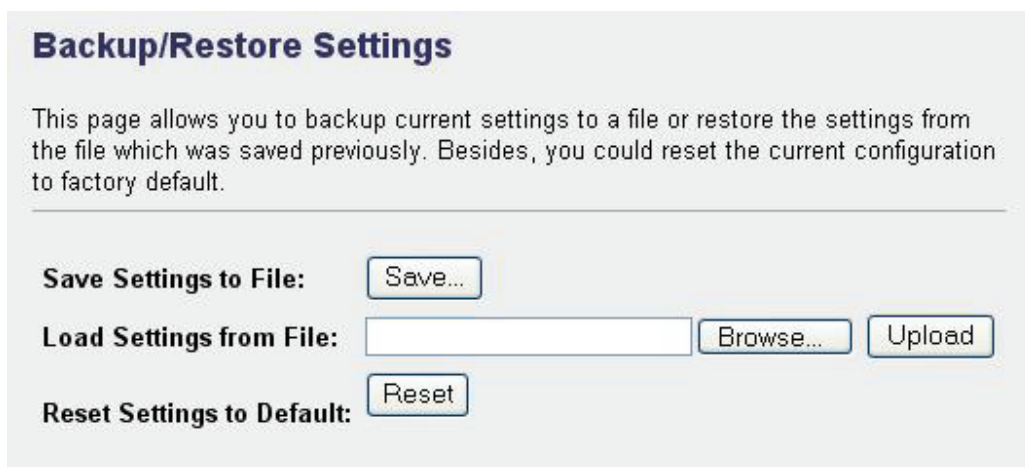 Backup/Restore Settings
This page allows you to backup current settings to a file or restore the settings from
the file which was saved previously. Besides, you could reset the current configuration
to factory default.
Save Settings to File: Save...
Load Settings from File: Browse... Upload
Reset Settings to Default: Reset